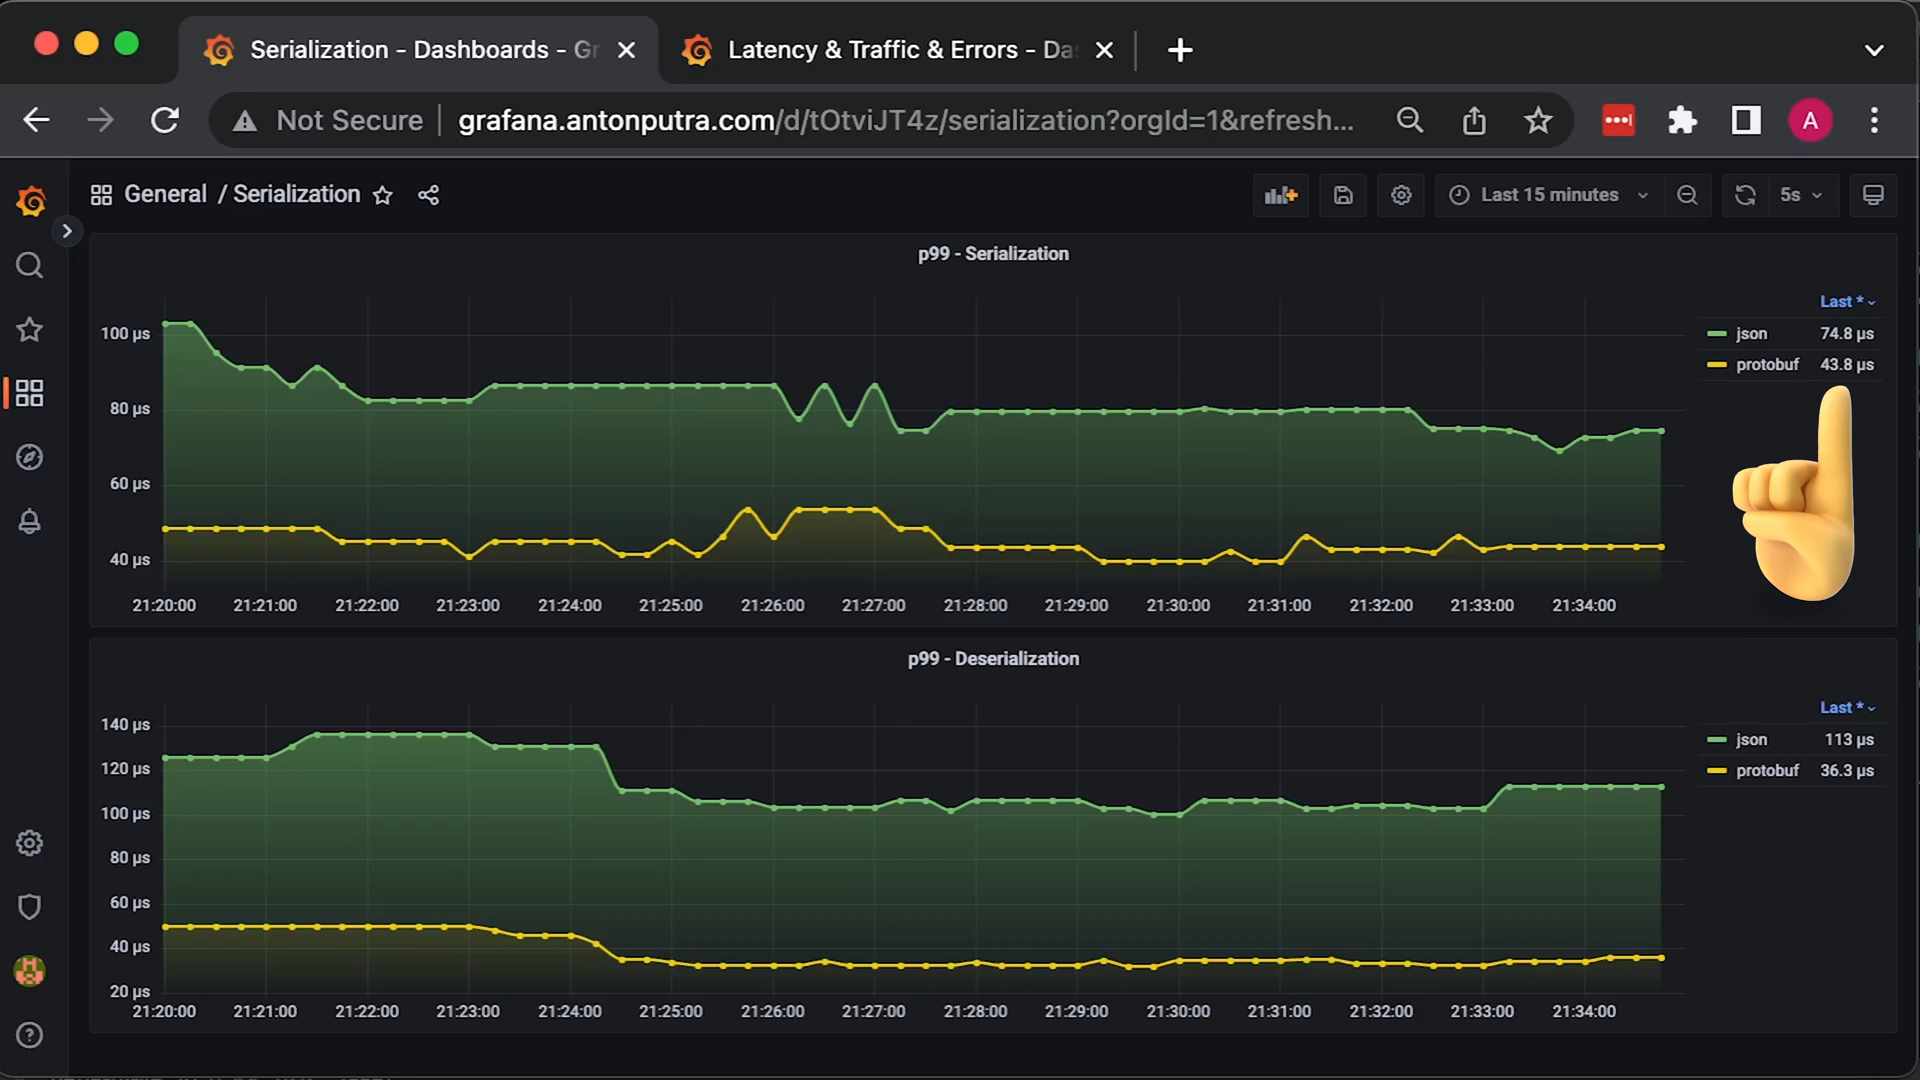 Serialization - Dashboards - Gr
Latency & Traffic & Errors - Das
Not Secure
grafana.antonputra.com/d/tOtviJT4z/serialization?orgId=1&refresh...
A
General / Serialization
Last 15 minutes
5s
p99 - Serialization
Last *
json 74.8 µs
protobuf 43.8 µs
100 µs
80 µs
60 µs
40 µs
21:20:00 21:21:00 21:22:00 21:23:00 21:24:00 21:25:00 21:26:00 21:27:00 21:28:00 21:29:00 21:30:00 21:31:00 21:32:00 21:33:00 21:34:00
p99 - Deserialization
Last *
json 113 µs
protobuf 36.3 µs
140 µs
120 µs
100 µs
80 µs
60 µs
40 µs
20 µs
21:20:00 21:21:00 21:22:00 21:23:00 21:24:00 21:25:00 21:26:00 21:27:00 21:28:00 21:29:00 21:30:00 21:31:00 21:32:00 21:33:00 21:34:00